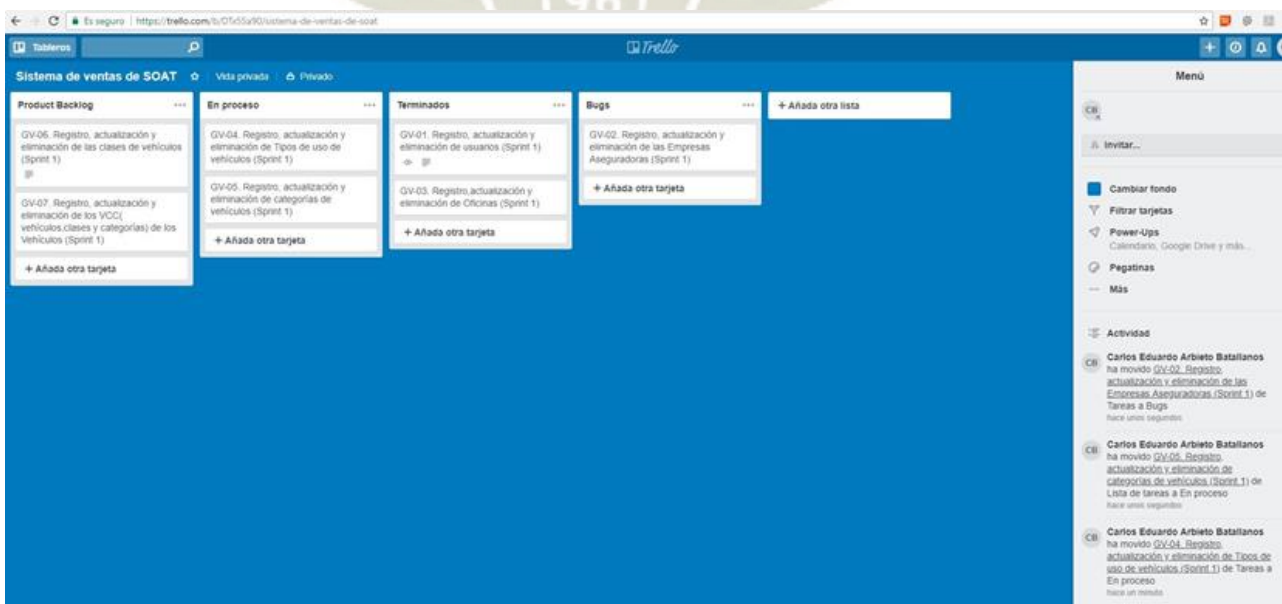 1967
Es seguro | https://trello.com/b/
sistema-de-ventas-de-soat
Tableros
Trello
Sistema de ventas de SOAT
Vida privada
Privado
Product Backlog
GV-06. Registro, actualización y
eliminación de las clases de vehículos
(Sprint 1)
GV-07. Registro, actualización y
eliminación de los VCC(
vehículos,clases y categorías) de los
Vehículos (Sprint 1)
+ Añada otra tarjeta
En proceso
GV-04. Registro, actualización y
eliminación de Tipos de uso de
vehículos (Sprint 1)
GV-05. Registro, actualización y
eliminación de categorías de
vehículos (Sprint 1)
+ Añada otra tarjeta
Terminados
GV-01. Registro, actualización y
eliminación de usuarios (Sprint 1)
GV-03. Registro,actualización y
eliminación de Oficinas (Sprint 1)
+ Añada otra tarjeta
Bugs
GV-02. Registro, actualización y
eliminación de las Empresas
Aseguradoras (Sprint 1)
+ Añada otra tarjeta
+ Añada otra lista
Menú
CB
Invitar...
Cambiar fondo
Filtrar tarjetas
Power-Ups
Calendario, Google Drive y más...
Pegatinas
Más
Actividad
CB
Carlos Eduardo Arbieto Batallanos
ha movido GV-02. Registro,
actualización y eliminación de las
Empresas Aseguradoras (Sprint 1) de
Tareas a Bugs
hace unos segundos
CB
Carlos Eduardo Arbieto Batallanos
ha movido GV-05. Registro,
actualización y eliminación de
categorías de vehículos (Sprint 1) de
Lista de tareas a En proceso
hace unos segundos
CB
Carlos Eduardo Arbieto Batallanos
ha movido GV-04. Registro,
actualización y eliminación de Tipos de
uso de vehículos (Sprint 1) de Tareas a
En proceso
hace un minuto